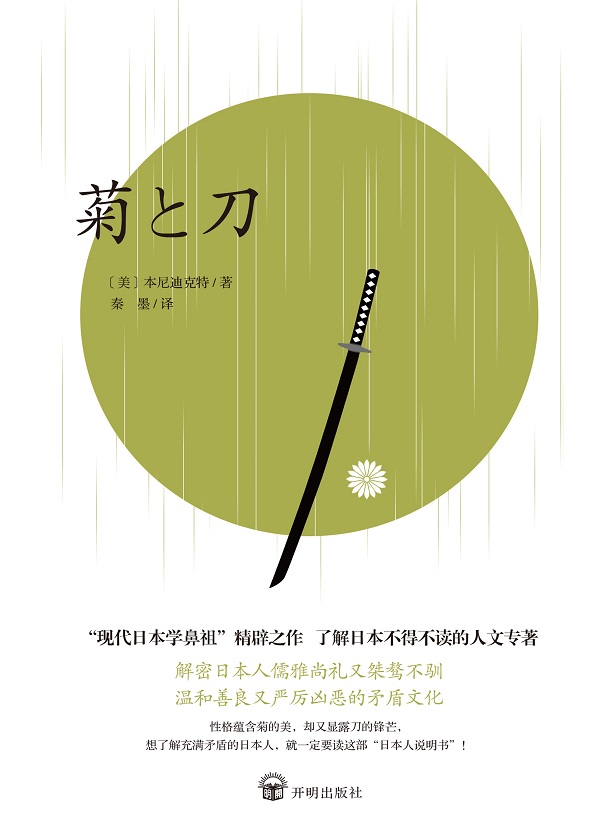 菊と刀
〔美〕本尼迪克特/著
秦 墨/译
“现代日本学鼻祖”精辟之作 了解日本不得不读的人文专著
解密日本人儒雅尚礼又桀骜不驯
温和善良又严厉凶恶的矛盾文化
性格蕴含菊的美，却又显露刀的锋芒，
想了解充满矛盾的日本人，就一定要读这部“日本人说明书”！
开明出版社